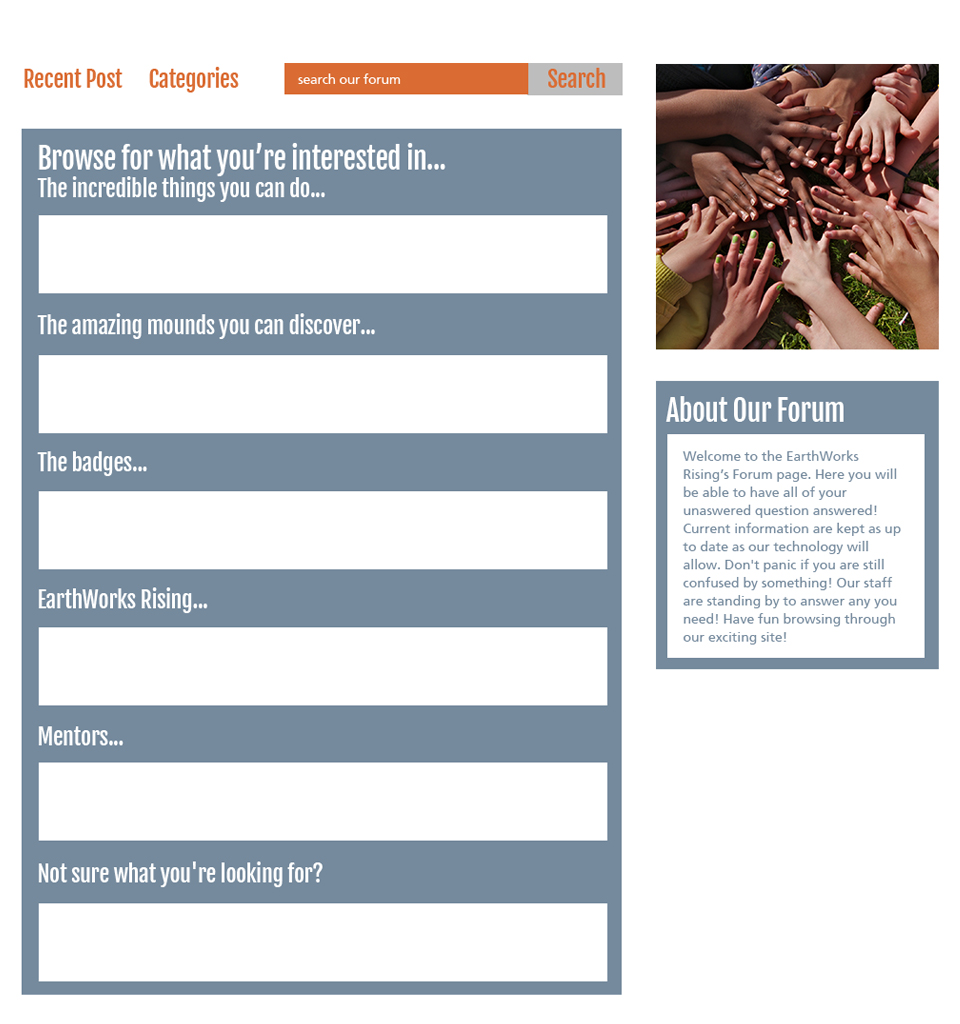 Recent Post
Categories
search our forum
Search
Browse for what you’re interested in...
The incredible things you can do...
The amazing mounds you can discover...
The badges...
EarthWorks Rising...
Mentors...
Not sure what you're looking for?
About Our Forum
Welcome to the EarthWorks
Rising’s Forum page. Here you will
be able to have all of your
unaswered question answered!
Current information are kept as up
to date as our technology will
allow. Don't panic if you are still
confused by something! Our staff
are standing by to answer any you
need! Have fun browsing through
our exciting site!